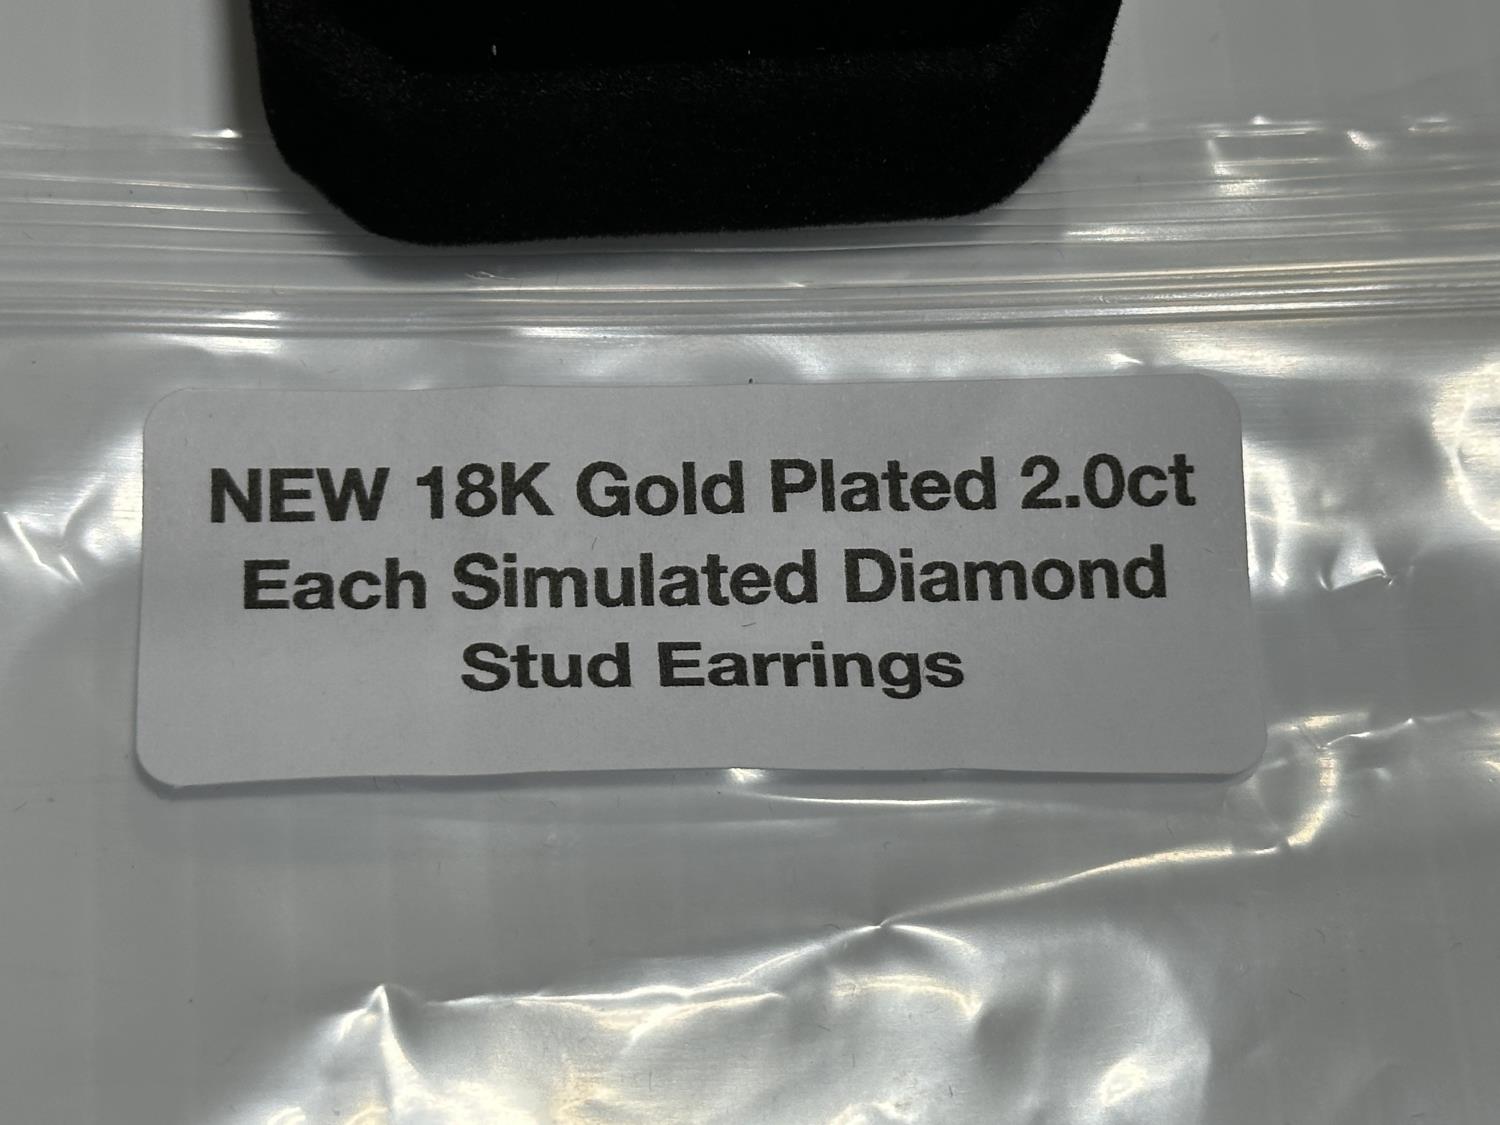 NEW 18K Gold Plated 2.0ct
Each Simulated Diamond
Stud Earrings